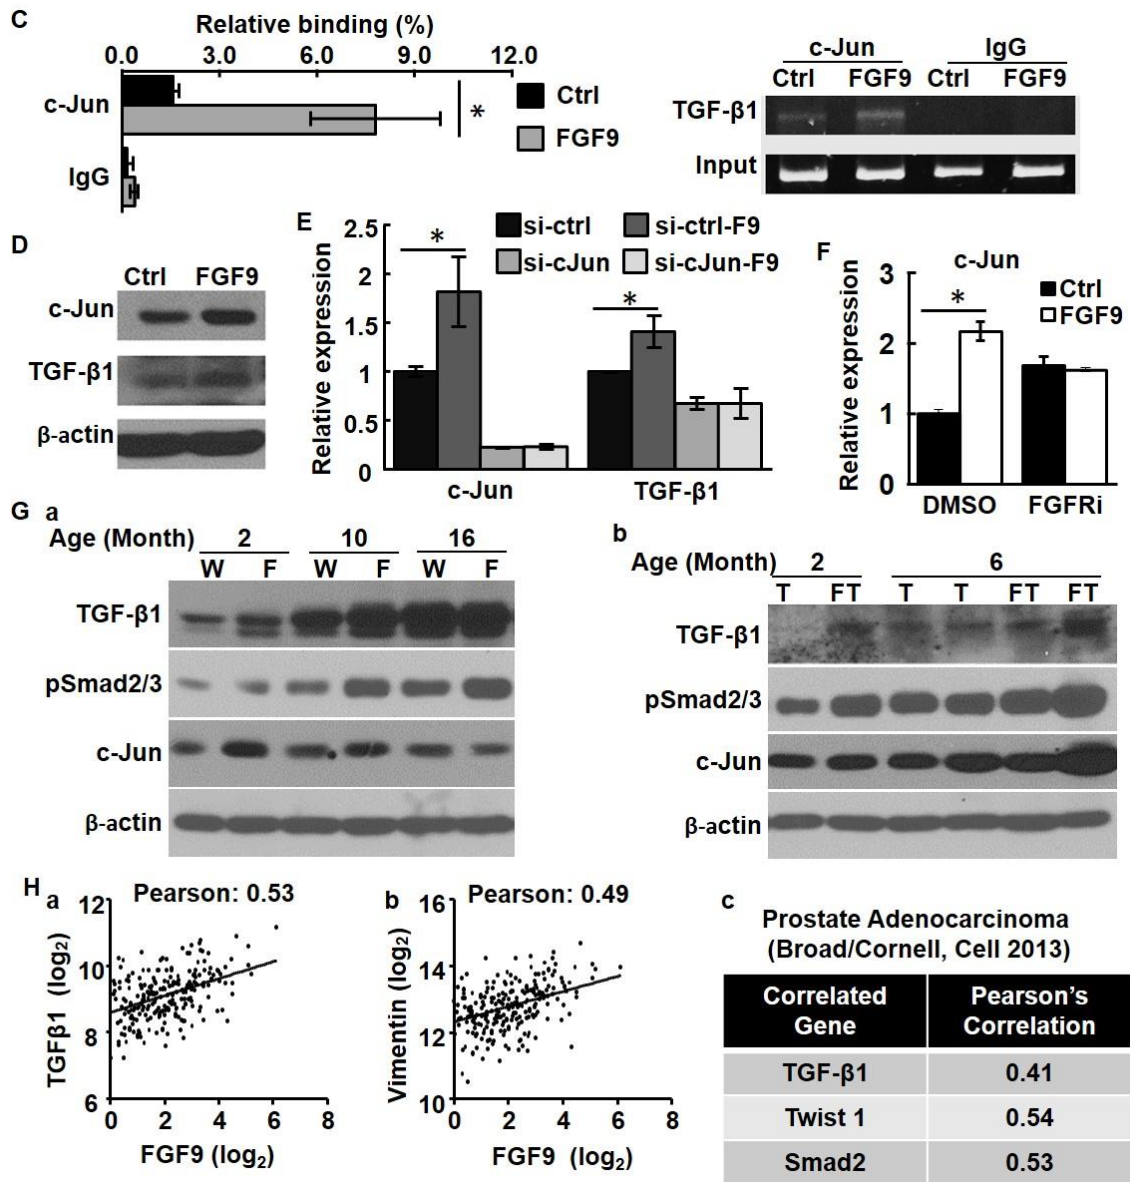 C
Relative binding (%)
0.0 3.0 6.0 9.0 12.0
c-Jun
IgG
*
Ctrl
FGF9
c-Jun IgG
Ctrl FGF9 Ctrl FGF9
TGF-β1
Input
D
Ctrl FGF9
c-Jun
TGF-β1
β-actin
E
si-ctrl si-ctrl-F9
si-cJun si-cJun-F9
Relative expression
2.5
2
1.5
1
0.5
0
*
*
c-Jun TGF-β1
F
c-Jun
Ctrl
FGF9
Relative expression
3
2
1
0
*
DMSO FGFRi
G a
Age (Month) 2 10 16
W F W F W F
TGF-β1
pSmad2/3
c-Jun
β-actin
b
Age (Month) 2 6
T FT T T FT FT
TGF-β1
pSmad2/3
c-Jun
β-actin
H a
Pearson: 0.53
TGFβ1 (log2)
12
10
8
6
0 2 4 6 8
FGF9 (log2)
b
Pearson: 0.49
Vimentin (log2)
16
14
12
10
0 2 4 6 8
FGF9 (log2)
c
Prostate Adenocarcinoma
(Broad/Cornell, Cell 2013)
Correlated Gene Pearson’s Correlation
TGF-β1 0.41
Twist 1 0.54
Smad2 0.53